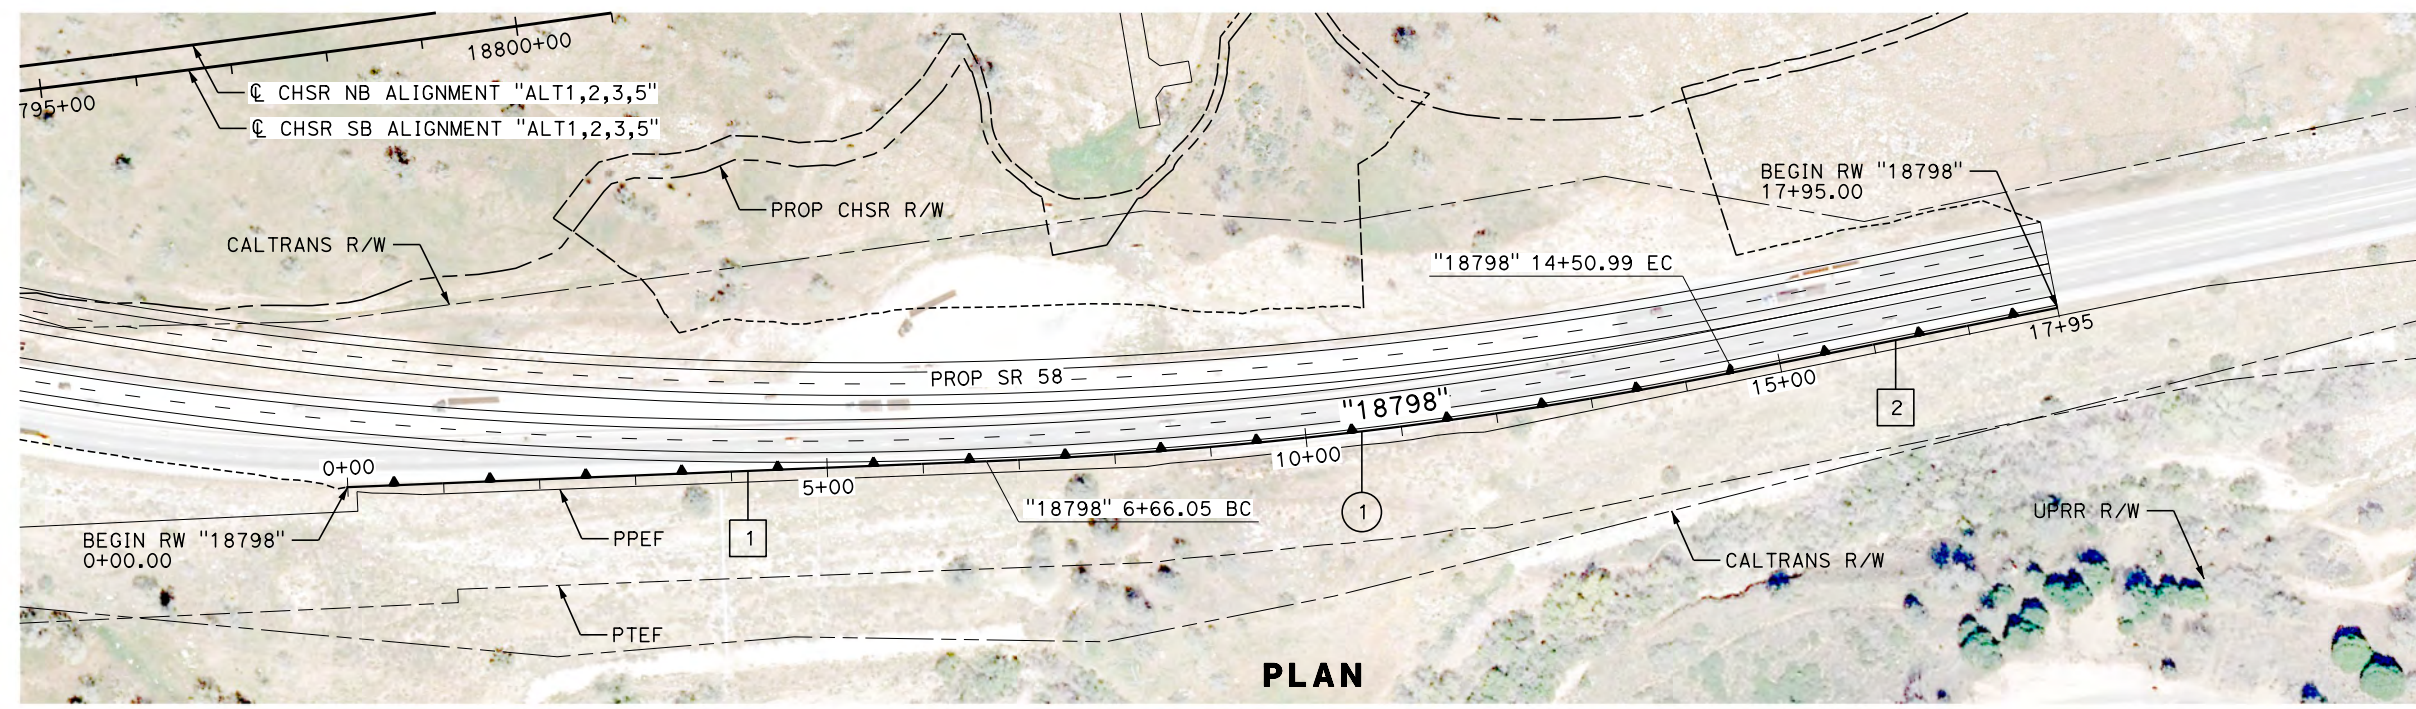 18800+00
795+00
℄ CHSR NB ALIGNMENT "ALT1,2,3,5"
℄ CHSR SB ALIGNMENT "ALT1,2,3,5"
BEGIN RW "18798"
17+95.00
PROP CHSR R/W
CALTRANS R/W
"18798" 14+50.99 EC
17+95
PROP SR 58
15+00
"18798"
2
10+00
0+00
5+00
"18798" 6+66.05 BC
1
UPRR R/W
BEGIN RW "18798"
0+00.00
PPEF
1
CALTRANS R/W
PTEF
PLAN